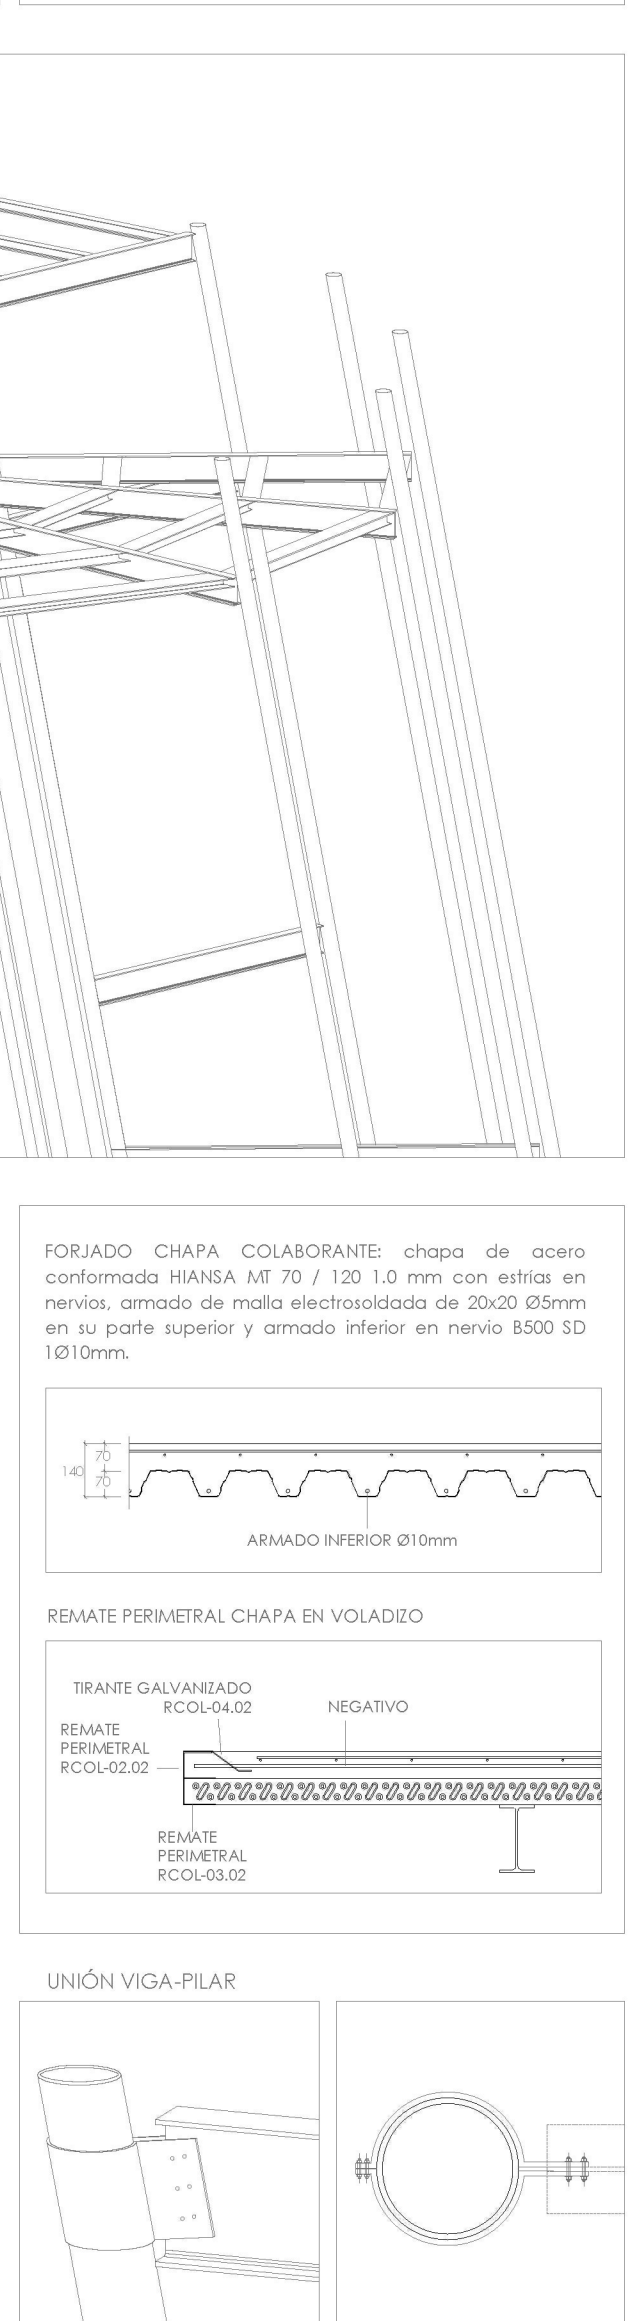 FORJADO CHAPA COLABORANTE: chapa de acero
conformada HIANSA MT 70 / 120 1.0 mm con estrías en
nervios, armado de malla electrosoldada de 20x20 Ø5mm
en su parte superior y armado inferior en nervio B500 SD
1Ø10mm.
70
140
70
ARMADO INFERIOR Ø10mm
REMATE PERIMETRAL CHAPA EN VOLADIZO
TIRANTE GALVANIZADO
RCOL-04.02
NEGATIVO
REMATE
PERIMETRAL
RCOL-02.02
REMATE
PERIMETRAL
RCOL-03.02
UNIÓN VIGA-PILAR